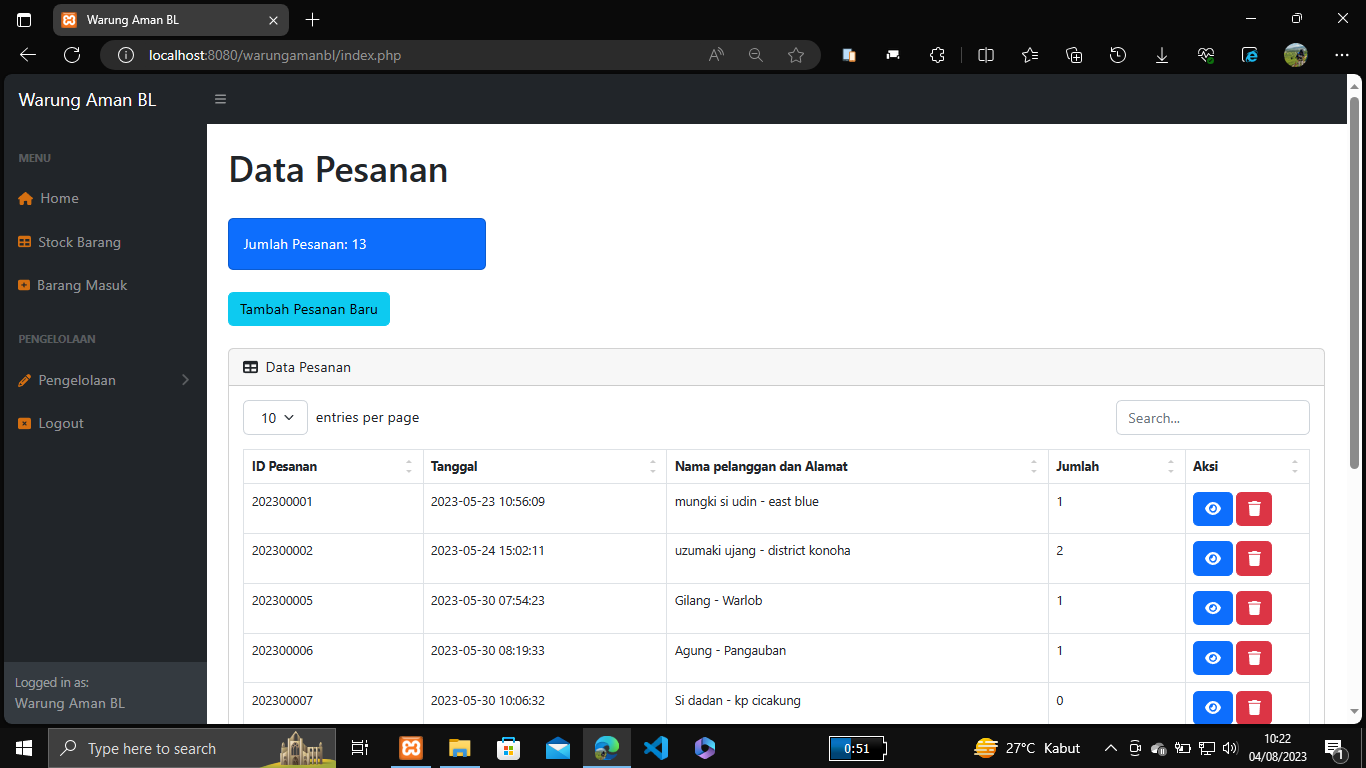 Warung Aman BL
localhost:8080/warungamanbl/index.php
Warung Aman BL
MENU
Home
Stock Barang
Barang Masuk
PENGELOLAAN
Pengelolaan
Logout
Logged in as:
Warung Aman BL
Data Pesanan
Jumlah Pesanan: 13
Tambah Pesanan Baru
Data Pesanan
10 entries per page
Search...
ID Pesanan Tanggal Nama pelanggan dan Alamat Jumlah Aksi
202300001 2023-05-23 10:56:09 mungki si udin - east blue 1
202300002 2023-05-24 15:02:11 uzumaki ujang - district konoha 2
202300005 2023-05-30 07:54:23 Gilang - Warlob 1
202300006 2023-05-30 08:19:33 Agung - Pangauban 1
202300007 2023-05-30 10:06:32 Si dadan - kp cicakung 0
Type here to search
0:51
27°C Kabut
10:22
04/08/2023
1